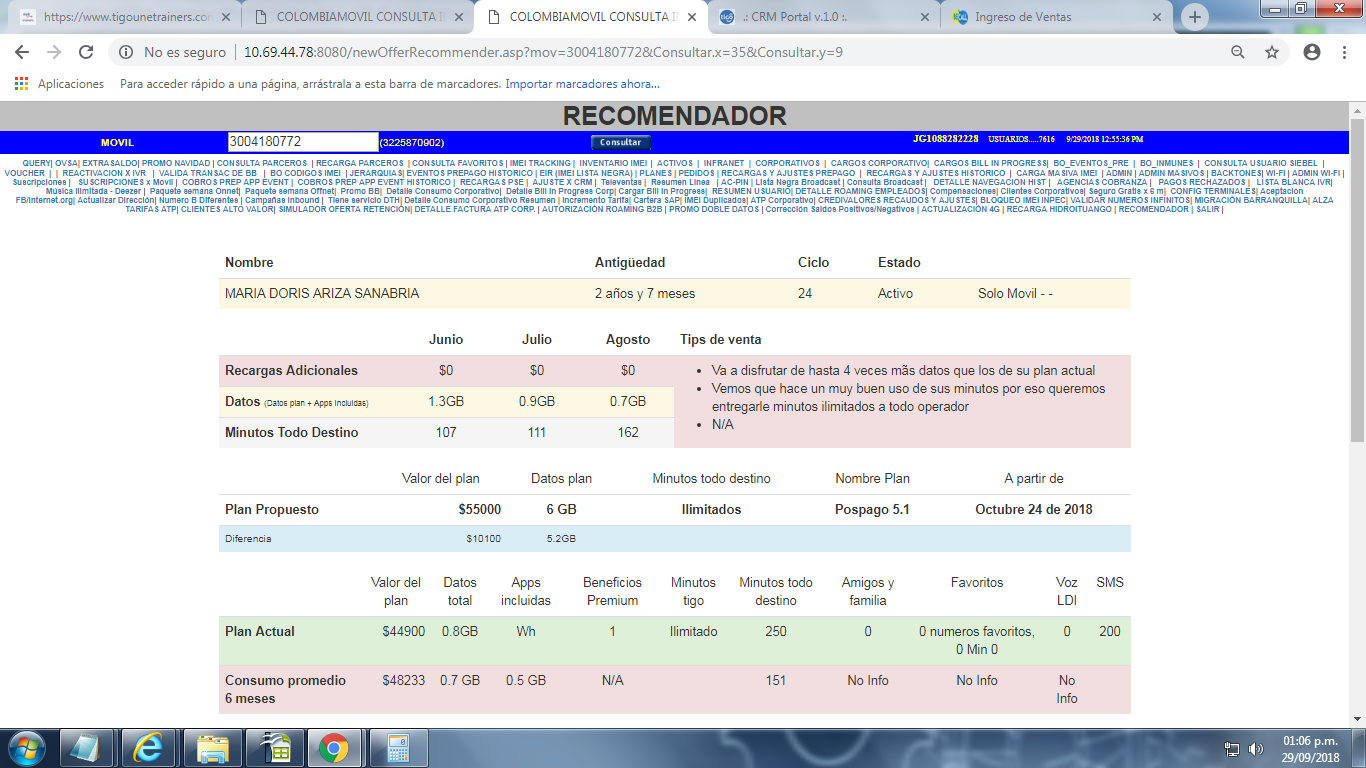 https://www.tigounetrainers.con
COLOMBIAMOVIL CONSULTA I
COLOMBIAMOVIL CONSULTA I
.: CRM Portal v.1.0 :.
Ingreso de Ventas
No es seguro | 10.69.44.78:8080/newOfferRecommender.asp?mov=3004180772&Consultar.x=35&Consultar.y=9
Aplicaciones Para acceder rápido a una página, arrástrala a esta barra de marcadores. Importar marcadores ahora...
RECOMENDADOR
MOVIL 3004180772 (3225870902) Consultar JG1088282228 USUARIOS.....7616 9/29/2018 12:55:36 PM
QUERY| OVSA| EXTRASALDO| PROMO NAVIDAD | CONSULTA PARCEROS | RECARGA PARCEROS | CONSULTA FAVORITOS | IMEI TRACKING | INVENTARIO IMEI | ACTIVOS | INFRANET | CORPORATIVOS | CARGOS CORPORATIVO| CARGOS BILL IN PROGRESS| BO_EVENTOS_PRE | BO_INMUNES | CONSULTA USUARIO SIEBEL |
VOUCHER | | REACTIVACION X IVR | VALIDA TRANSAC DE BB | BO CODIGOS IMEI | JERARQUIAS| EVENTOS PREPAGO HISTORICO | EIR (IMEI LISTA NEGRA) | PLANES | PEDIDOS | RECARGAS Y AJUSTES PREPAGO | RECARGAS Y AJUSTES HISTORICO | CARGA MASIVA IMEI | ADMIN | ADMIN MASIVOS | BACKTONES| WI-FI | ADMIN WI-FI |
Suscripciones | SUSCRIPCIONES x Movil | COBROS PREP APP EVENT | COBROS PREP APP EVENT HISTORICO | RECARGAS PSE | AJUSTE X CRM | Televentas | Resumen Linea | AC-PIN | Lista Negra Broadcast | Consulta Broadcast | DETALLE NAVEGACION HIST | AGENCIAS COBRANZA | PAGOS RECHAZADOS | LISTA BLANCA IVR|
Musica Ilimitada - Deezer | Paquete semana Onnet| Paquete semana Offnet| Promo BB| Detalle Consumo Corporativo| Detalle Bill In Progress Corp| Cargar Bill In Progress Corp| RESUMEN USUARIO| DETALLE ROAMING EMPLEADOS| Compensaciones| Clientes Corporativos| Seguro Gratis x 6 m| CONFIG TERMINALES| Aceptacion
FB/Internet.org| Actualizar Dirección| Numero B Diferentes | Campañas Inbound | Tiene servicio DTH| Detalle Consumo Corporativo Resumen | Incremento Tarifa| Cartera SAP| IMEI Duplicados| ATP Corporativo| CREDIVALORES RECAUDOS Y AJUSTES| BLOQUEO IMEI INPEC| VALIDAR NUMEROS INFINITOS| MIGRACIÓN BARRANQUILLA| ALZA
TARIFAS ATP| CLIENTES ALTO VALOR| SIMULADOR OFERTA RETENCIÓN| DETALLE FACTURA ATP CORP. | AUTORIZACIÓN ROAMING B2B | PROMO DOBLE DATOS | Corrección Saldos Positivos/Negativos | ACTUALIZACIÓN 4G | RECARGA HIDROITUANGO | RECOMENDADOR | SALIR |
Nombre Antigüedad Ciclo Estado
MARIA DORIS ARIZA SANABRIA 2 años y 7 meses 24 Activo Solo Movil - -
Junio Julio Agosto Tips de venta
Recargas Adicionales $0 $0 $0
Datos (Datos plan + Apps Incluidas) 1.3GB 0.9GB 0.7GB
Minutos Todo Destino 107 111 162
• Va a disfrutar de hasta 4 veces mãs datos que los de su plan actual
• Vemos que hace un muy buen uso de sus minutos por eso queremos
entregarle minutos ilimitados a todo operador
• N/A
Valor del plan Datos plan Minutos todo destino Nombre Plan A partir de
Plan Propuesto $55000 6 GB Ilimitados Pospago 5.1 Octubre 24 de 2018
Diferencia $10100 5.2GB
Valor del plan Datos total Apps incluidas Beneficios Premium Minutos tigo Minutos todo destino Amigos y familia Favoritos Voz LDI SMS
Plan Actual $44900 0.8GB Wh 1 Ilimitado 250 0 0 numeros favoritos, 0 Min 0 0 200
Consumo promedio 6 meses $48233 0.7 GB 0.5 GB N/A 151 No Info No Info No Info
01:06 p.m.
29/09/2018